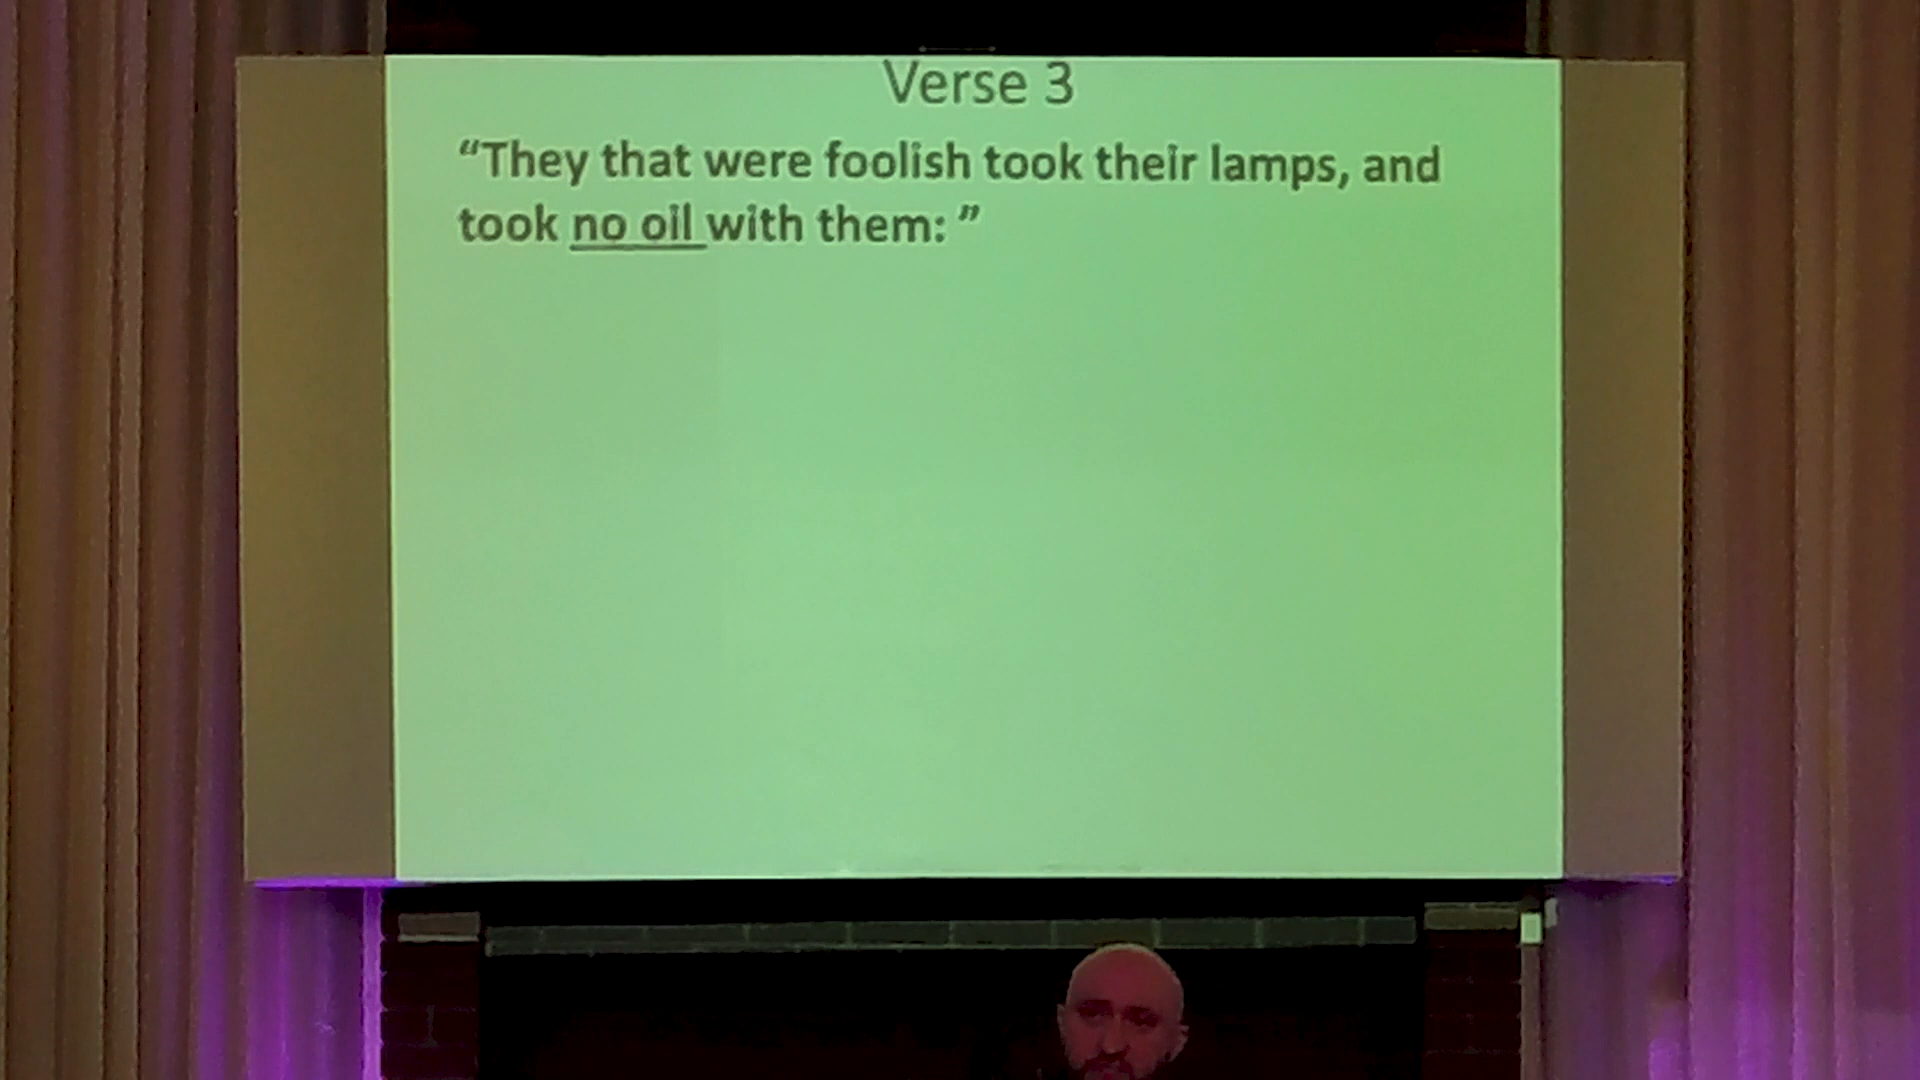 Verse 3
“They that were foolish took their lamps, and
took no oil with them: ”